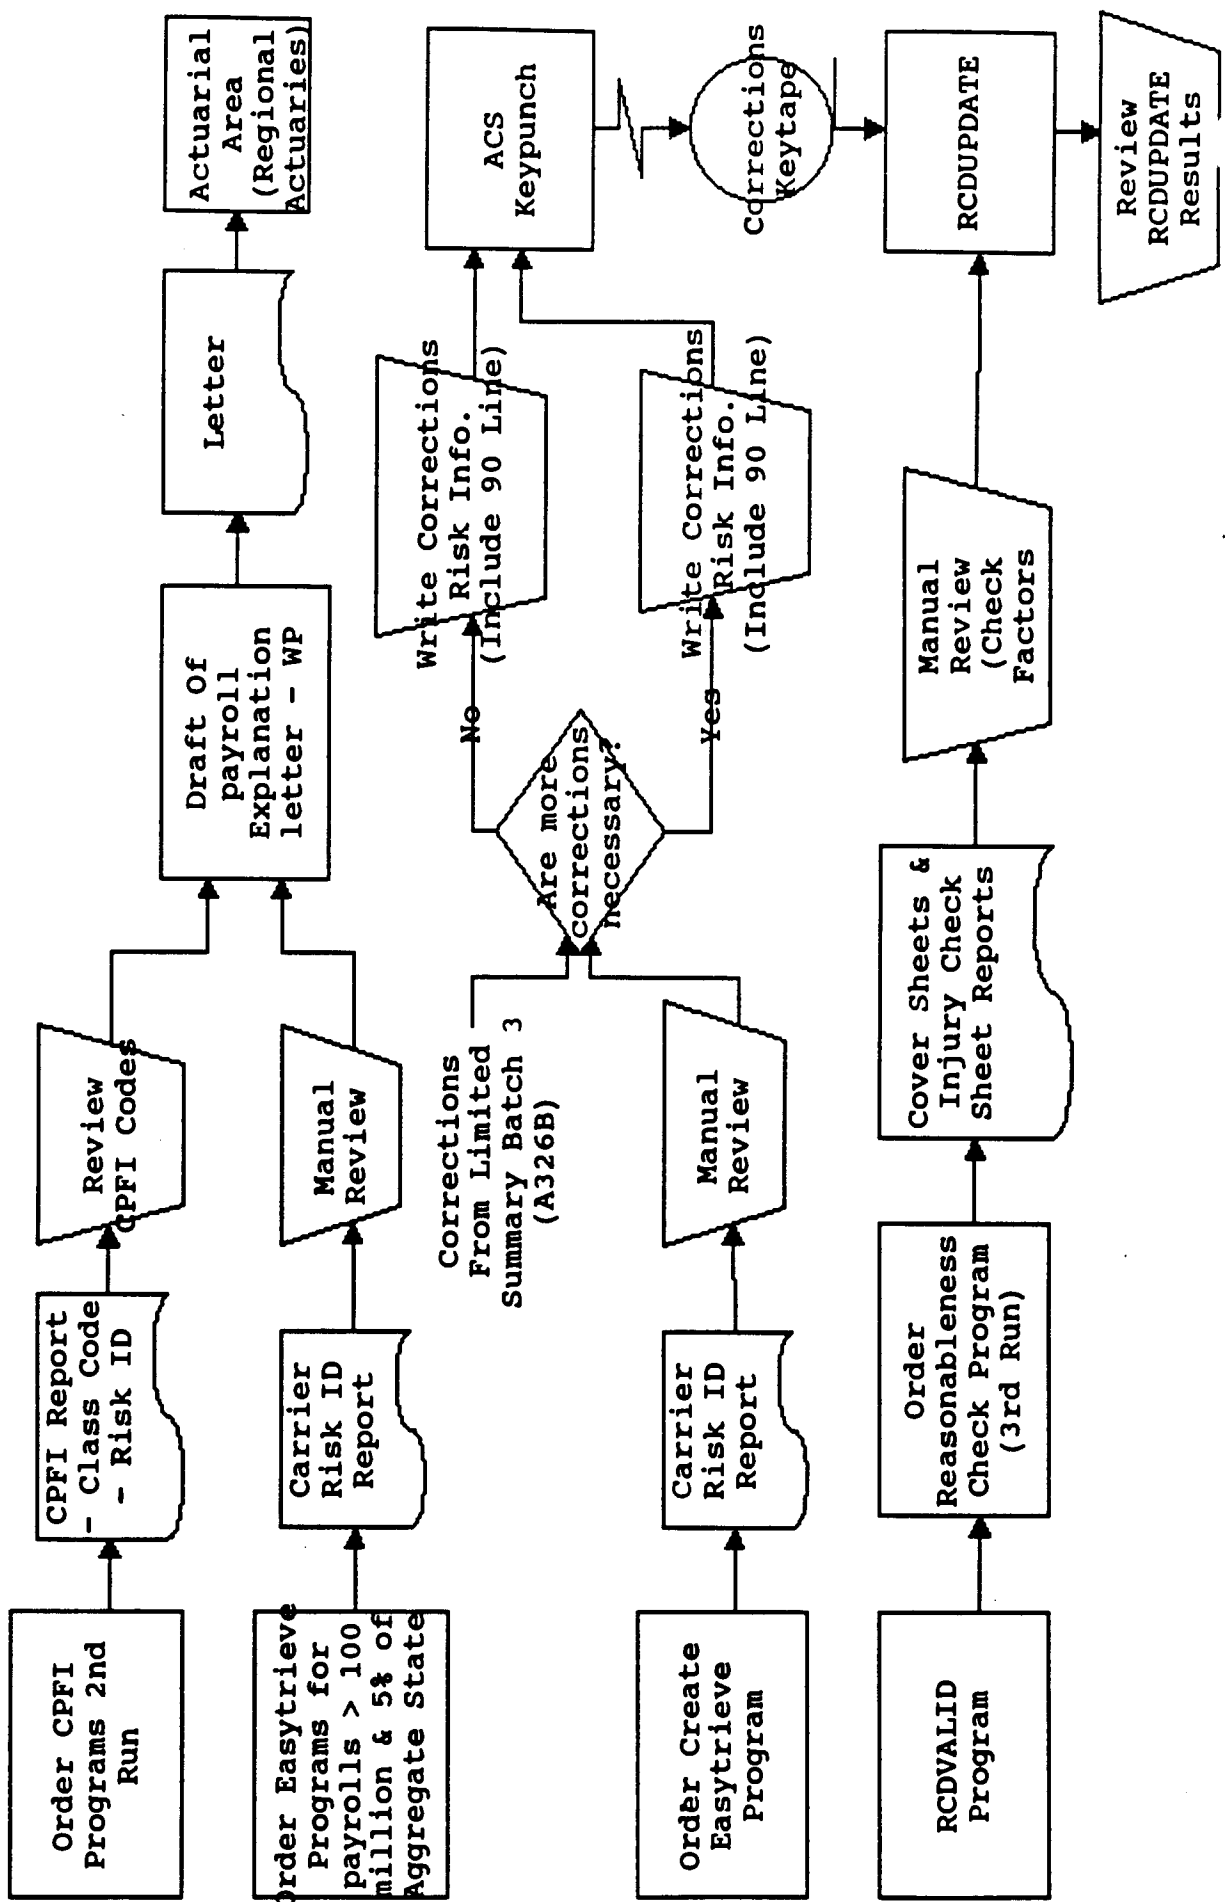 Order CPFI
Programs 2nd
Run
CPFI Report
- Class Code
- Risk ID
Review
CPFI Codes
Draft of
payroll
Explanation
letter - WP
Letter
Actuarial
Area
(Regional
Actuaries)
Order Easytrieve
Programs for
payrolls > 100
million & 5% of
Aggregate State
Carrier
Risk ID
Report
Manual
Review
Corrections
From Limited
Summary Batch 3
(A326B)
Are more
corrections
necessary?
No
Write Corrections
Risk Info.
(Include 90 Line)
ACS
Keypunch
Corrections
Keytape
Order Create
Easytrieve
Program
Carrier
Risk ID
Report
Manual
Review
Yes
Write Corrections
Risk Info.
(Include 90 Line)
RCDVALID
Program
Order
Reasonableness
Check Program
(3rd Run)
Cover Sheets &
Injury Check
Sheet Reports
Manual
Review
(Check
Factors
RCDUPDATE
Review
RCDUPDATE
Results